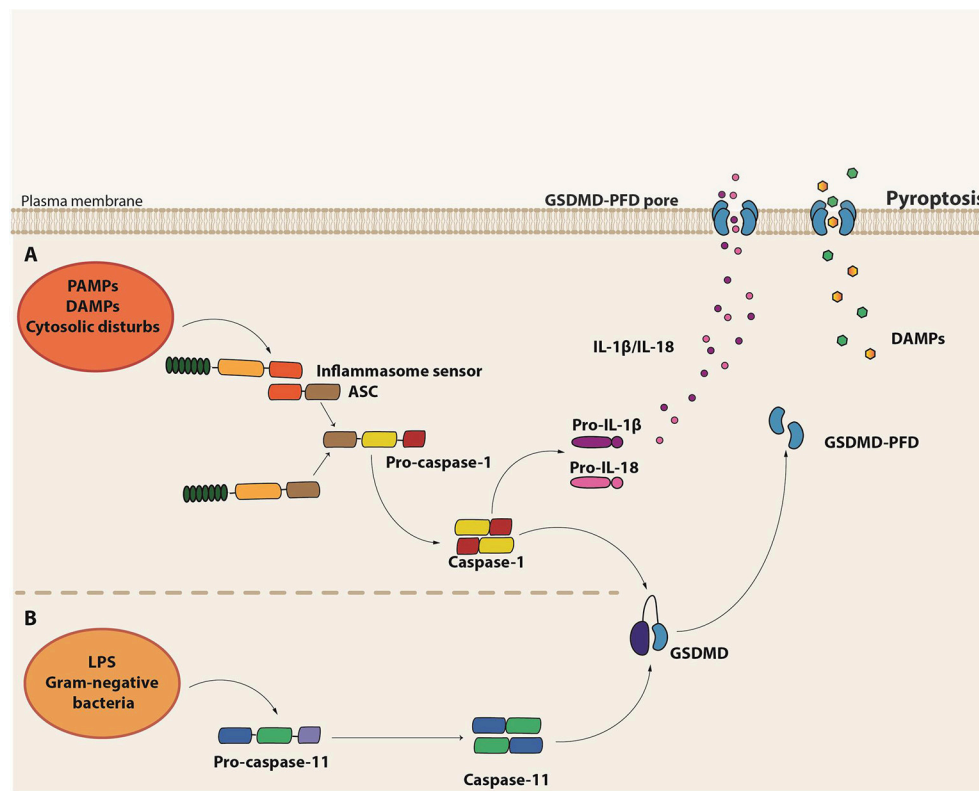 Plasma membrane
GSDMD-PFD pore
Pyroptosis
A
PAMPs
DAMPs
Cytosolic disturbs
Inflammasome sensor
ASC
IL-1β/IL-18
DAMPs
Pro-IL-1β
GSDMD-PFD
Pro-caspase-1
Pro-IL-18
Caspase-1
B
LPS
Gram-negative
bacteria
GSDMD
Pro-caspase-11
Caspase-11